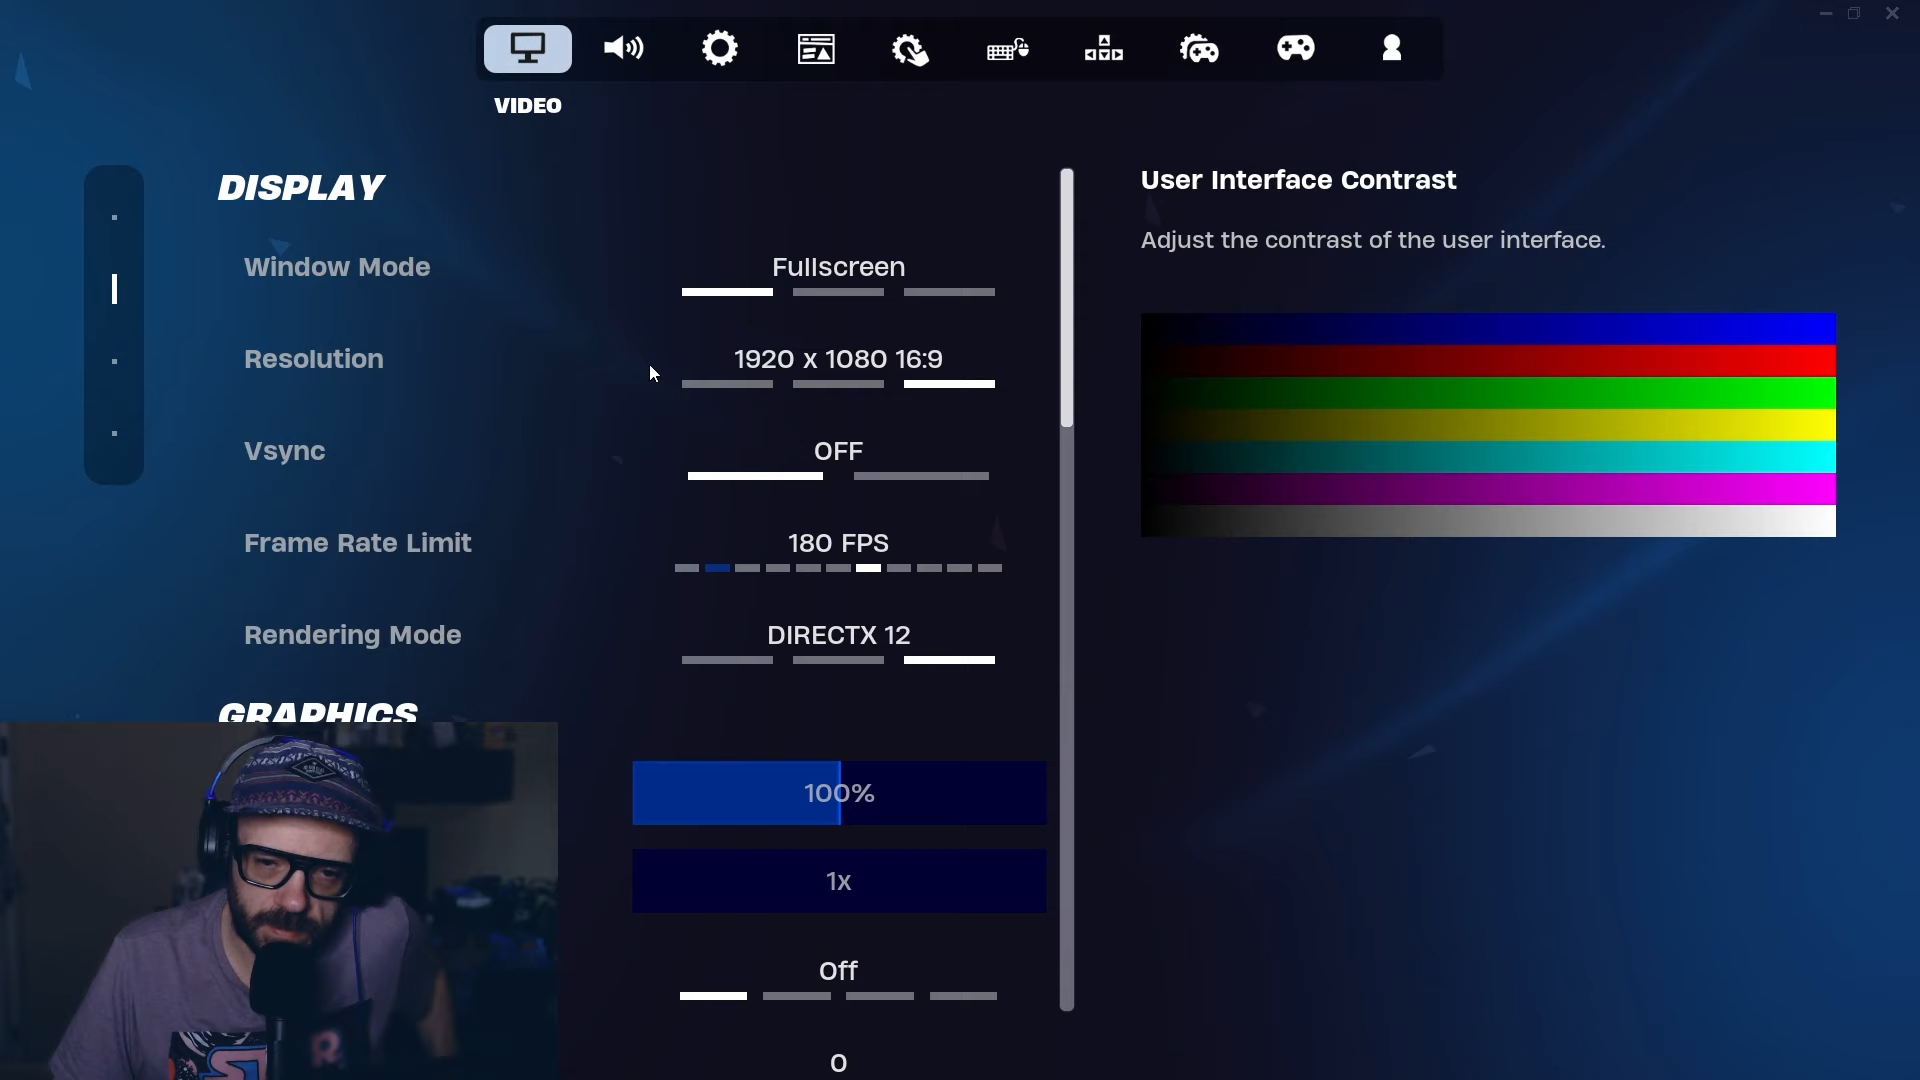 VIDEO
DISPLAY
Window Mode
Fullscreen
Resolution
1920 x 1080 16:9
Vsync
OFF
Frame Rate Limit
180 FPS
Rendering Mode
DIRECTX 12
GRAPHICS
100%
1x
Off
0
User Interface Contrast
Adjust the contrast of the user interface.